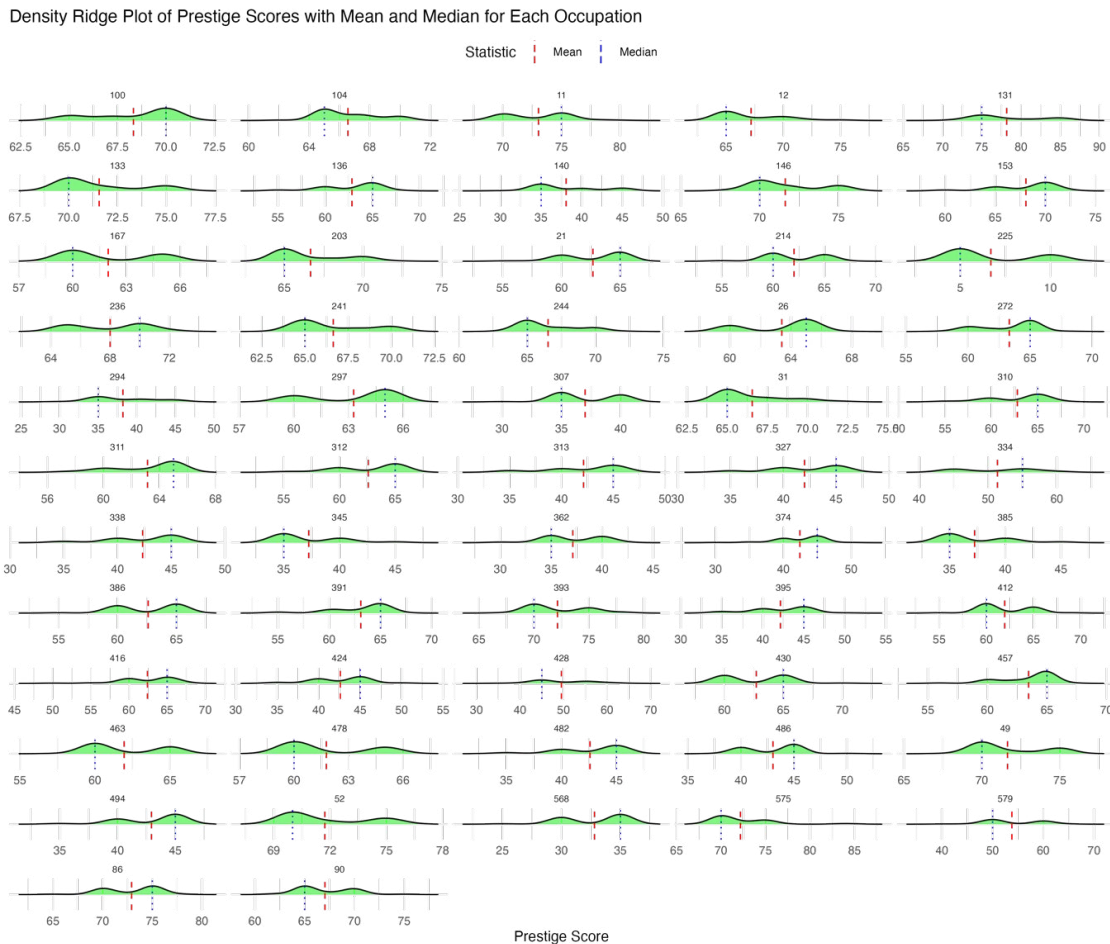 Density Ridge Plot of Prestige Scores with Mean and Median for Each Occupation
Statistic Mean Median
100 104 11 12 131
62.5 65.0 67.5 70.0 72.5 60 64 68 72 70 75 80 65 70 75 65 70 75 80 85 90
133 136 140 146 153
67.5 70.0 72.5 75.0 77.5 55 60 65 70 25 30 35 40 45 50 65 70 75 60 65 70 75
167 203 21 214 225
57 60 63 66 65 70 75 55 60 65 55 60 65 70 5 10
236 241 244 26 272
64 68 72 62.5 65.0 67.5 70.0 72.5 60 65 70 75 60 64 68 55 60 65 70
294 297 307 31 310
25 30 35 40 45 50 57 60 63 66 30 35 40 62.5 65.0 67.5 70.0 72.5 55 60 65 70
311 312 313 327 334
56 60 64 68 55 60 65 30 35 40 45 50 30 35 40 45 50 40 50 60
338 345 362 374 385
30 35 40 45 50 30 35 40 45 30 35 40 45 30 40 50 35 40 45
386 391 393 395 412
55 60 65 55 60 65 70 65 70 75 80 30 35 40 45 50 55 55 60 65 70
416 424 428 430 457
45 50 55 60 65 70 30 35 40 45 50 55 30 40 50 60 70 60 65 70 55 60 65 70
463 478 482 486 49
55 60 65 57 60 63 66 35 40 45 35 40 45 50 65 70 75
494 52 568 575 579
35 40 45 69 72 75 78 25 30 35 65 70 75 80 85 40 50 60 70
86 90
65 70 75 80 60 65 70 75
Prestige Score